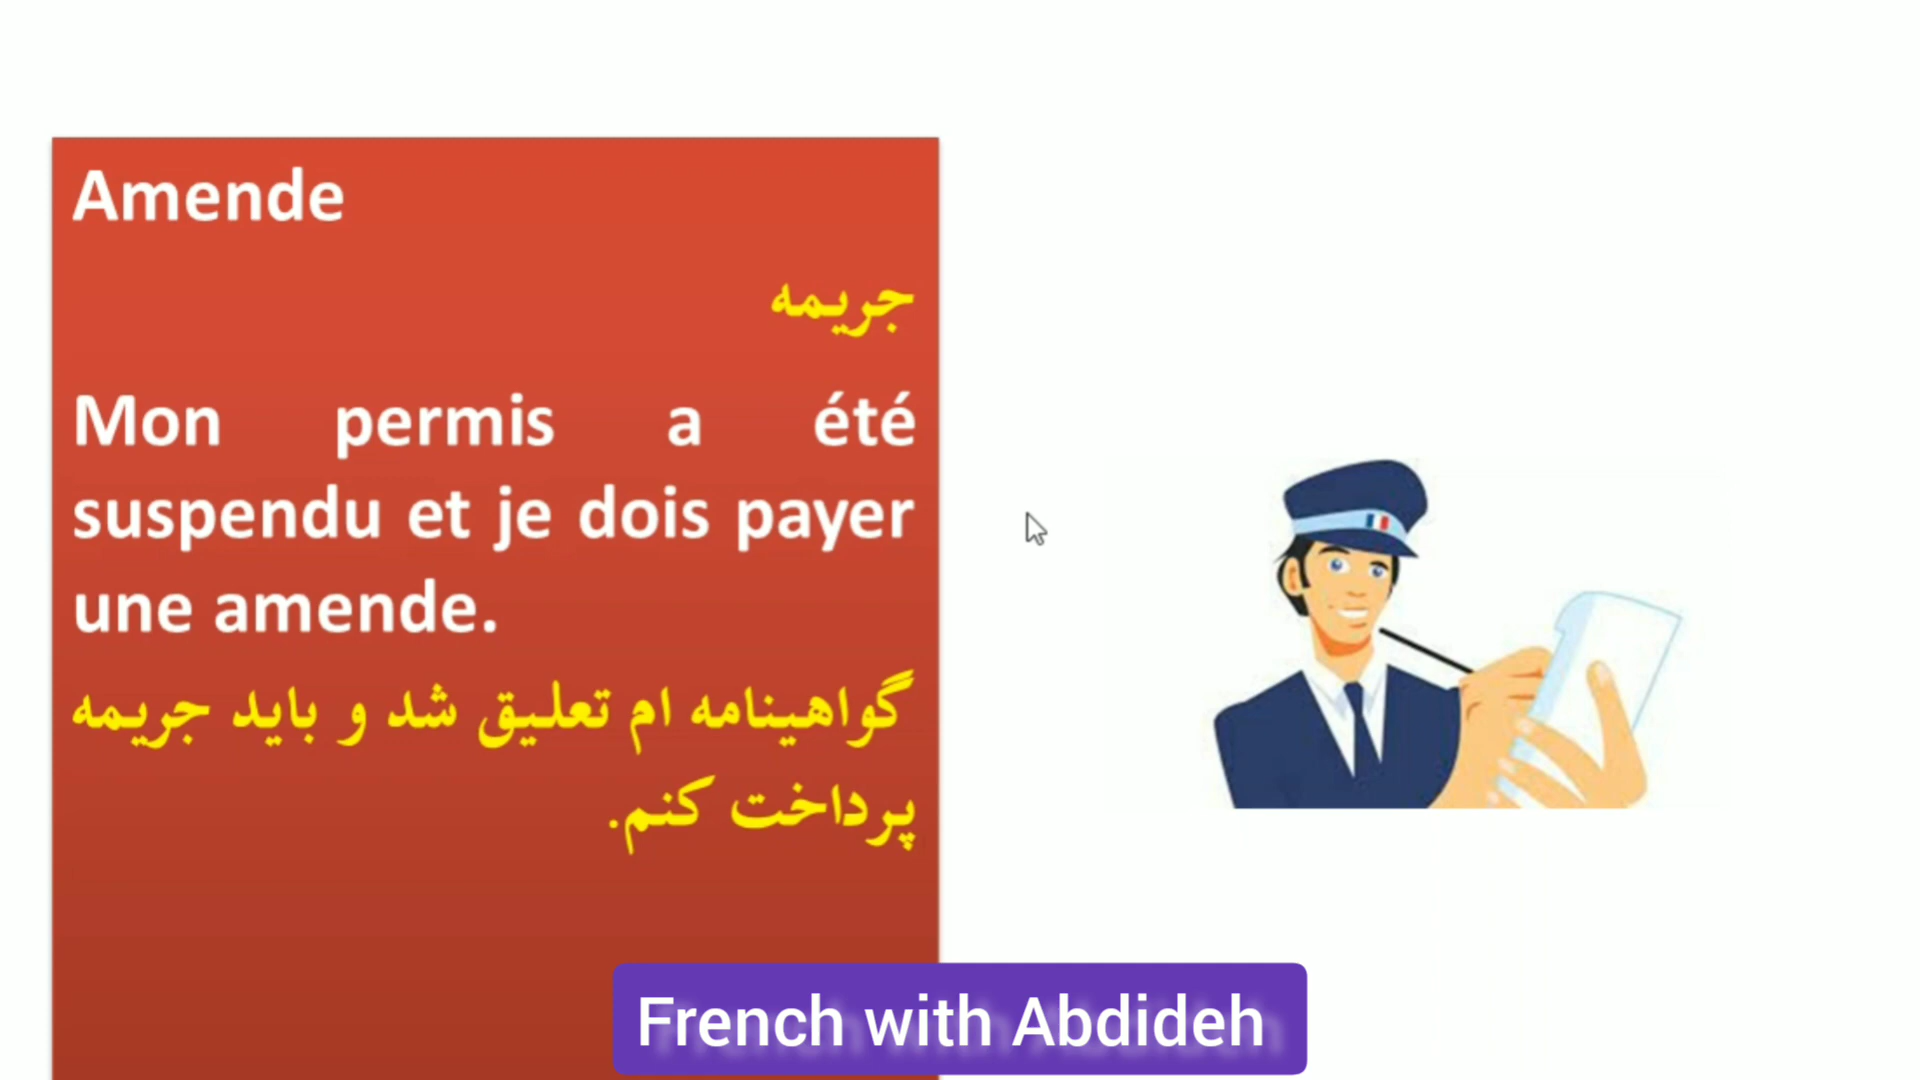 Amende
جریمه
Mon permis a été
suspendu et je dois payer
une amende.
گواهینامه ام تعلیق شد و باید جریمه
پرداخت کنم.
French with Abdideh